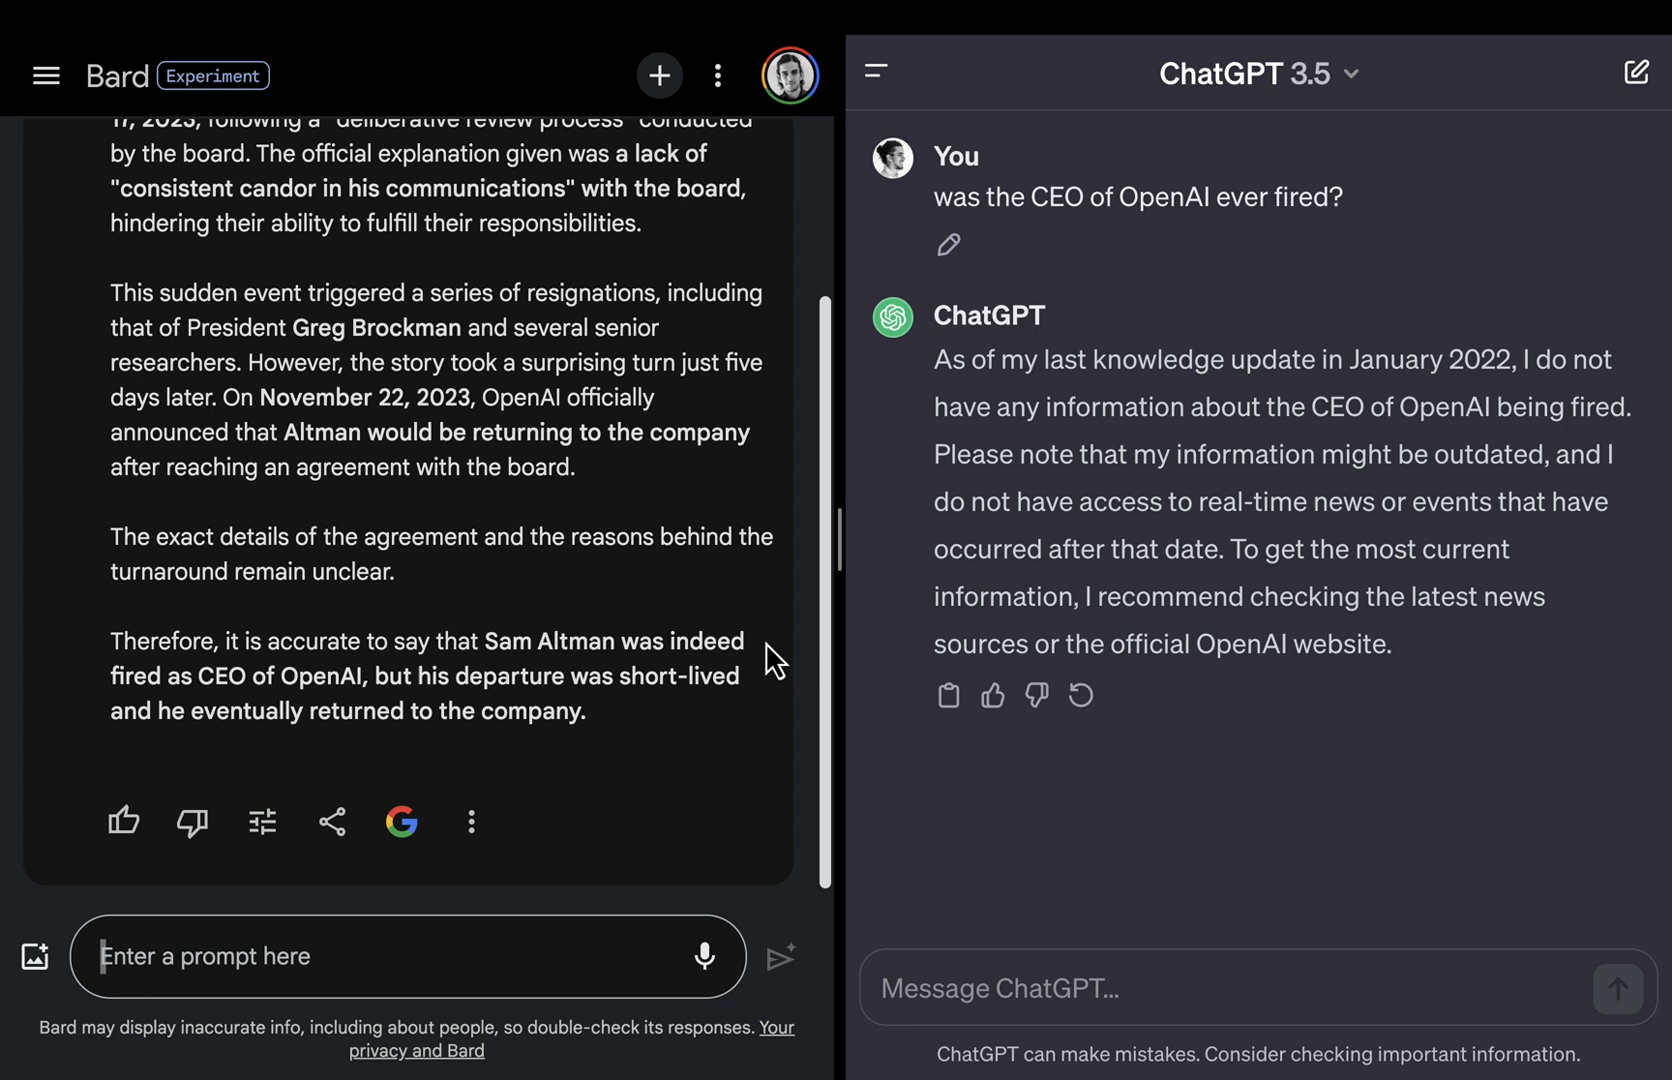 Bard Experiment
17, 2023, following a "deliberative review process" conducted
by the board. The official explanation given was a lack of
"consistent candor in his communications" with the board,
hindering their ability to fulfill their responsibilities.
This sudden event triggered a series of resignations, including
that of President Greg Brockman and several senior
researchers. However, the story took a surprising turn just five
days later. On November 22, 2023, OpenAI officially
announced that Altman would be returning to the company
after reaching an agreement with the board.
The exact details of the agreement and the reasons behind the
turnaround remain unclear.
Therefore, it is accurate to say that Sam Altman was indeed
fired as CEO of OpenAI, but his departure was short-lived
and he eventually returned to the company.
Enter a prompt here
Bard may display inaccurate info, including about people, so double-check its responses. Your
privacy and Bard
ChatGPT 3.5
You
was the CEO of OpenAI ever fired?
ChatGPT
As of my last knowledge update in January 2022, I do not
have any information about the CEO of OpenAI being fired.
Please note that my information might be outdated, and I
do not have access to real-time news or events that have
occurred after that date. To get the most current
information, I recommend checking the latest news
sources or the official OpenAI website.
Message ChatGPT...
ChatGPT can make mistakes. Consider checking important information.